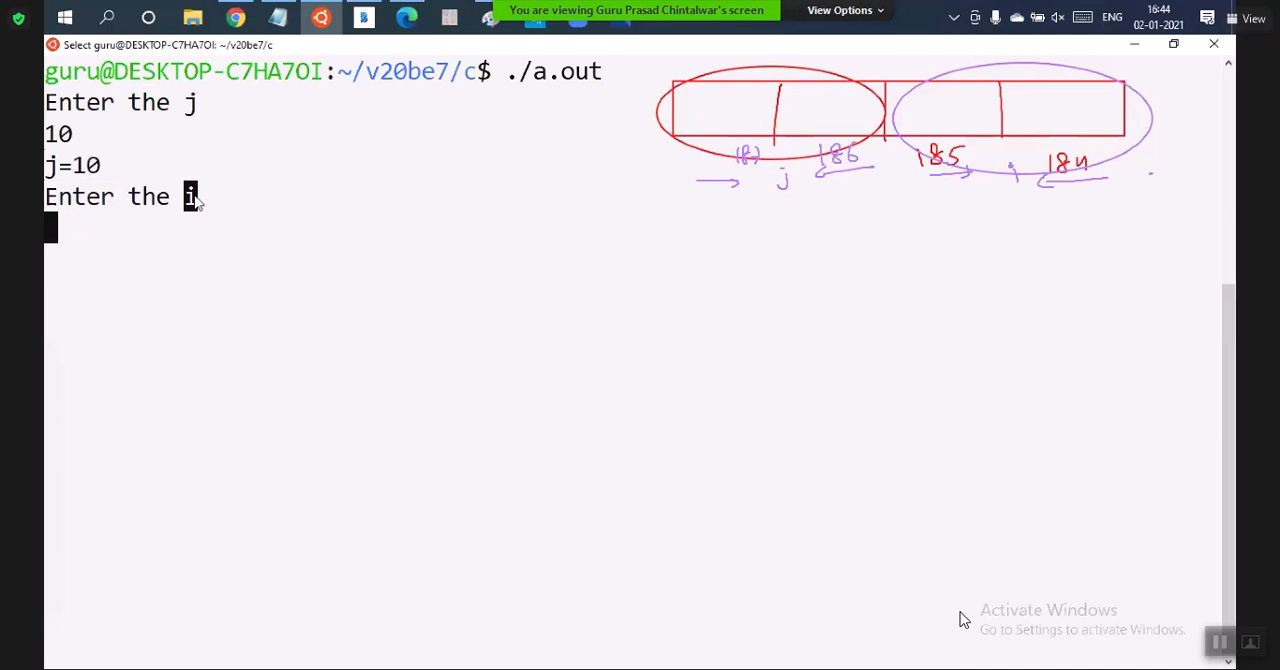 You are viewing Guru Prasad Chintalwar's screen
View Options
ENG
16:44
02-01-2021
View
Select guru@DESKTOP-C7HA7OI: ~/v20be7/c
guru@DESKTOP-C7HA7OI:~/v20be7/c$ ./a.out
Enter the j
10
j=10
Enter the i
187 186 185 184
j i
Activate Windows
Go to Settings to activate Windows.